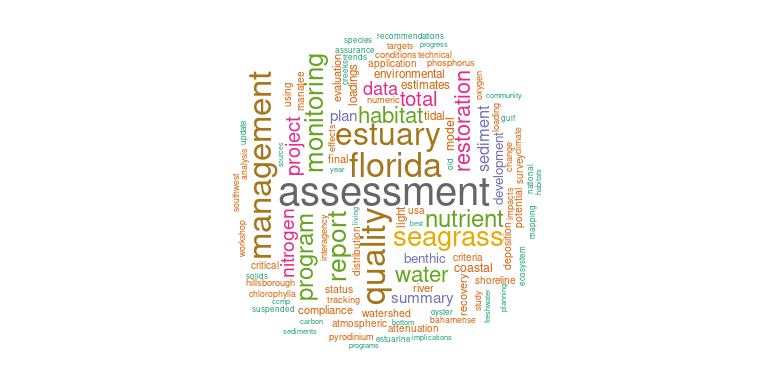 species
recommendations
targets
progress
assurance
trends
conditions
technical
creeks
application
phosphorus
evaluation
loadings
environmental
monitoring
management
using
manatee
data
estimates
total
numeric
restoration
oxygen
community
plan
habitat
tidal
project
effects
estuary
model
sediment
loading
gulf
update
analysis
sources
final
year
florida
old
development
change
survey
climate
national
habitats
southwest
assessment
impacts
potential
mapping
workshop
nitrogen
program
report
interagency
living
distribution
quality
light
usa
best
nutrient
seagrass
deposition
ecosystem
critical
solids
hillsborough
chlorophylla
ccmp
suspended
benthic
criteria
water
coastal
status
tracking
river
summary
recovery
shoreline
study
planning
freshwater
compliance
watershed
oyster
carbon
atmospheric
bottom
bahamense
attenuation
sediments
pyrodinium
estuarine
implications
programs